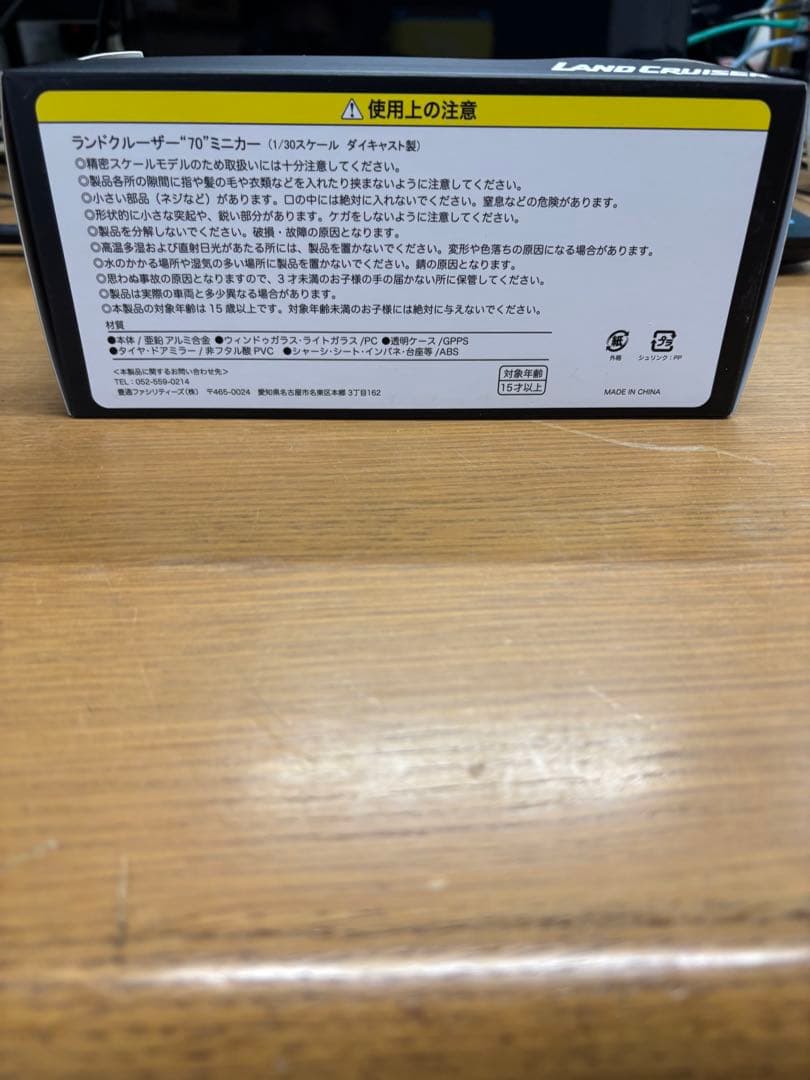 LAND CRUISER
⚠ 使用上の注意
ランドクルーザー“70”ミニカー（1/30スケール ダイキャスト製）
◎精密スケールモデルのため取扱いには十分注意してください。
◎製品各所の隙間に指や髪の毛や衣類などを入れたり挟まないように注意してください。
◎小さい部品（ネジなど）があります。口の中には絶対に入れないでください。窒息などの危険があります。
◎形状的に小さな突起や、鋭い部分があります。ケガをしないように注意してください。
◎製品を分解しないでください。破損・故障の原因となります。
◎高温多湿および直射日光があたる所には、製品を置かないでください。変形や色落ちの原因になる場合があります。
◎水のかかる場所や湿気の多い場所に製品を置かないでください。錆の原因となります。
◎思わぬ事故の原因となりますので、3才未満のお子様の手の届かない所に保管してください。
◎製品は実際の車両と多少異なる場合があります。
◎本製品の対象年齢は15歳以上です。対象年齢未満のお子様には絶対に与えないでください。
材質
●本体/亜鉛 アルミ合金 ●ウィンドゥガラス・ライトガラス/PC ●透明ケース/GPPS
●タイヤ・ドアミラー/非フタル酸PVC ●シャーシ・シート・インパネ・台座等/ABS
＜本製品に関するお問い合わせ先＞
TEL：052-559-0214
豊通ファシリティーズ（株） 〒465-0024 愛知県名古屋市名東区本郷3丁目162
対象年齢
15才以上
紙
外箱
プラ
シュリンク：PP
MADE IN CHINA